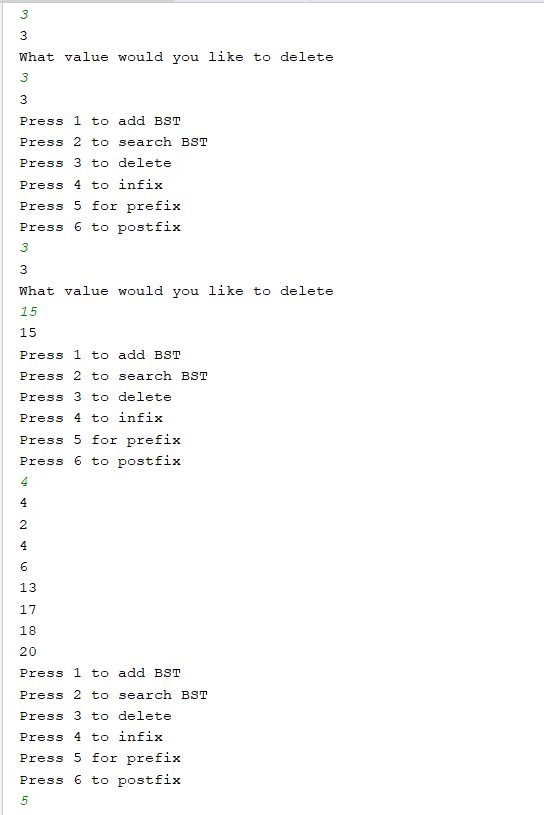 3
3
What value would you like to delete
3
3
Press 1 to add BST
Press 2 to search BST
Press 3 to delete
Press 4 to infix
Press 5 for prefix
Press 6 to postfix
3
3
What value would you like to delete
15
15
Press 1 to add BST
Press 2 to search BST
Press 3 to delete
Press 4 to infix
Press 5 for prefix
Press 6 to postfix
4
4
2
4
6
13
17
18
20
Press 1 to add BST
Press 2 to search BST
Press 3 to delete
Press 4 to infix
Press 5 for prefix
Press 6 to postfix
5